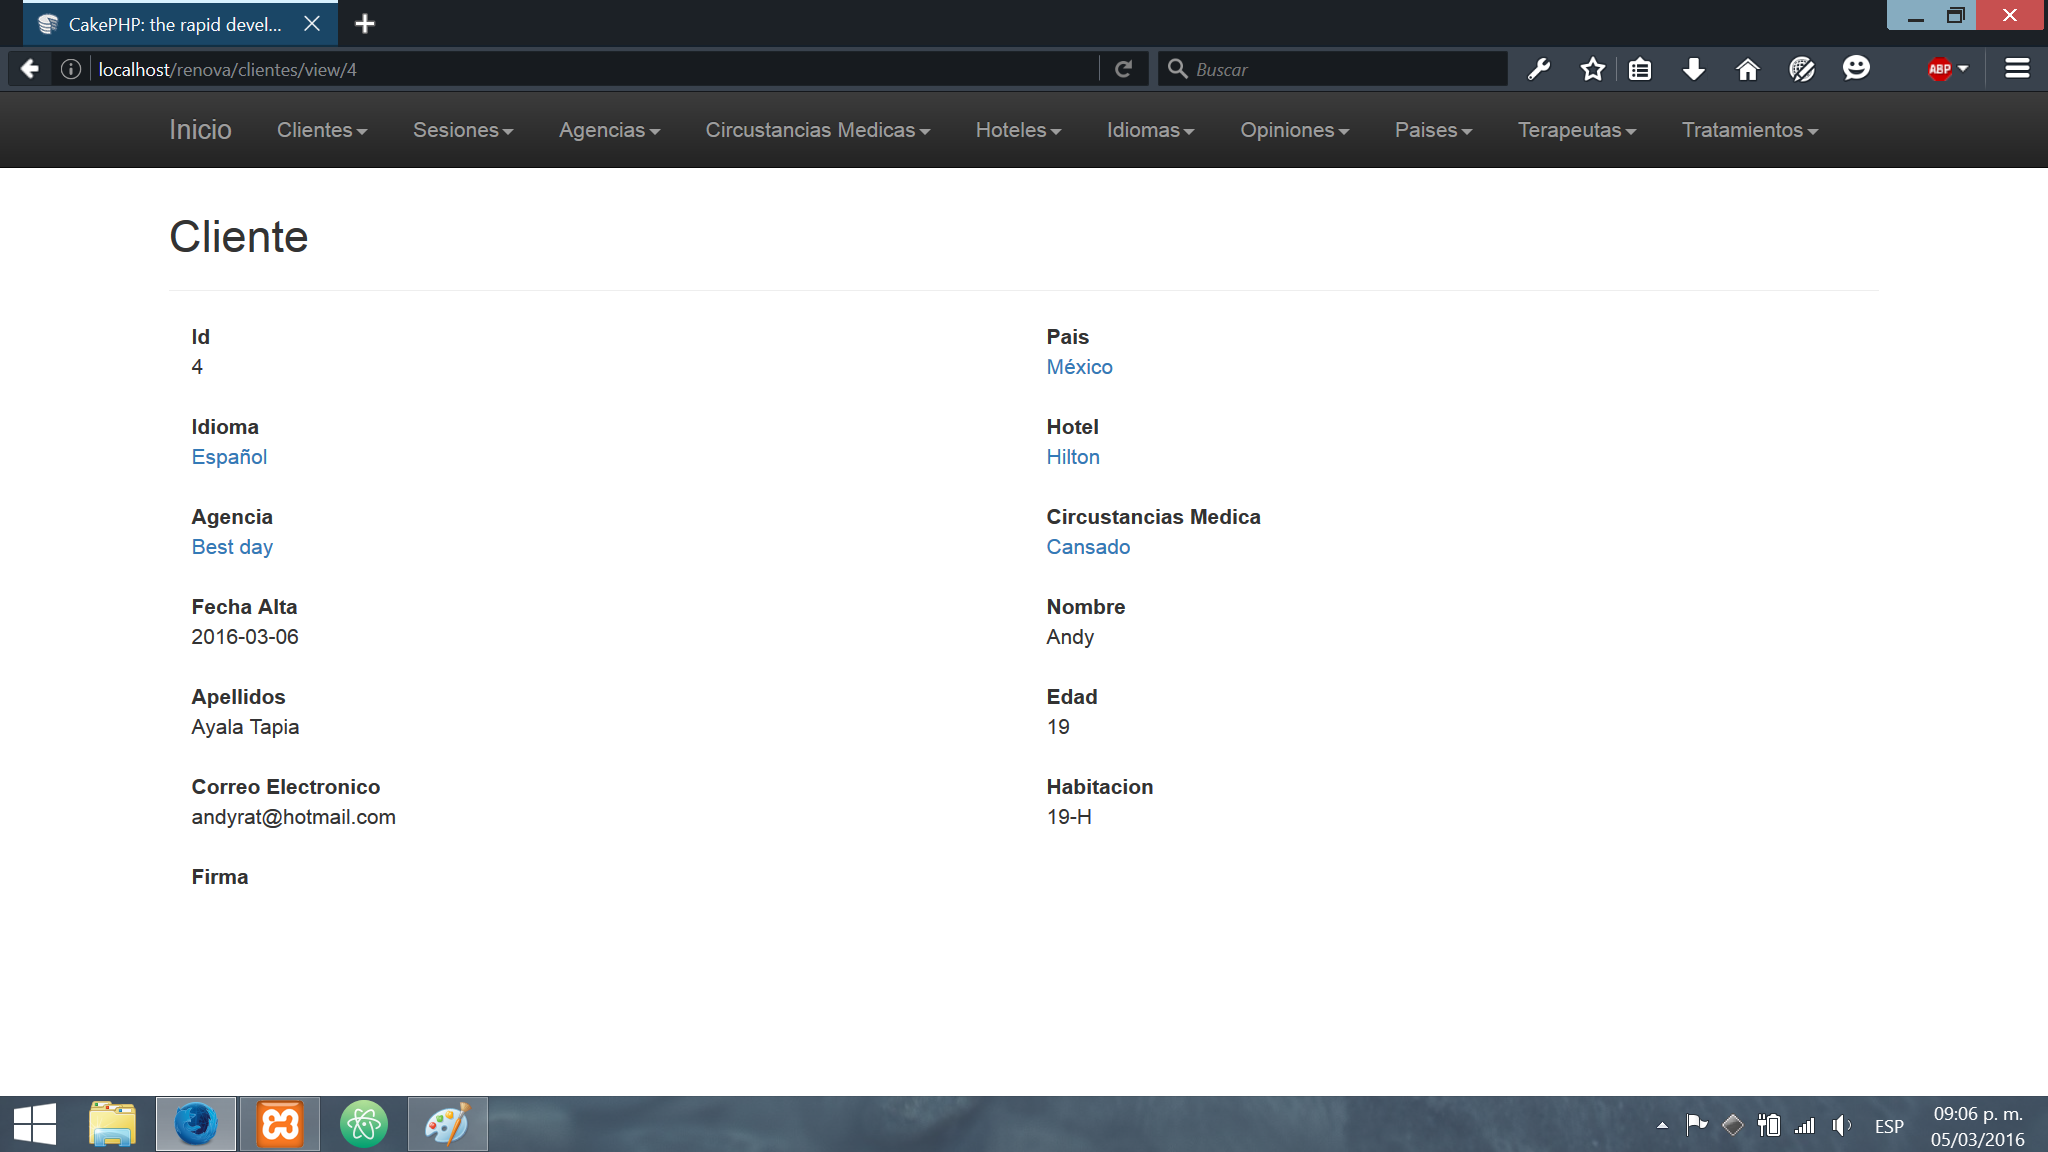 CakePHP: the rapid devel...
localhost/renova/clientes/view/4
Buscar
ABP
Inicio Clientes Sesiones Agencias Circustancias Medicas Hoteles Idiomas Opiniones Paises Terapeutas Tratamientos
Cliente
Id
4
Pais
México
Idioma
Español
Hotel
Hilton
Agencia
Best day
Circustancias Medica
Cansado
Fecha Alta
2016-03-06
Nombre
Andy
Apellidos
Ayala Tapia
Edad
19
Correo Electronico
andyrat@hotmail.com
Habitacion
19-H
Firma
ESP
09:06 p. m.
05/03/2016